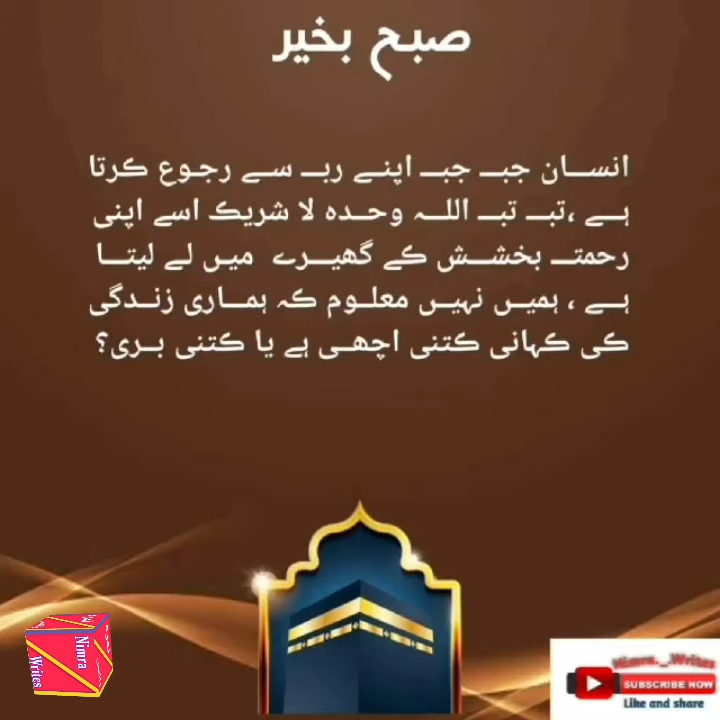 صبح بخیر
انسان جب جب اپنے رب سے رجوع کرتا
ہے ،تب تب اللہ وحدہ لا شریک اسے اپنی
رحمت بخشش کے گھیرے میں لے لیتا
ہے ، ہمیں نہیں معلوم کہ ہماری زندگی
کی کہانی کتنی اچھی ہے یا کتنی بری؟
Nimra
Writes
Nimra._.Writes
SUBSCRIBE NOW
Like and share